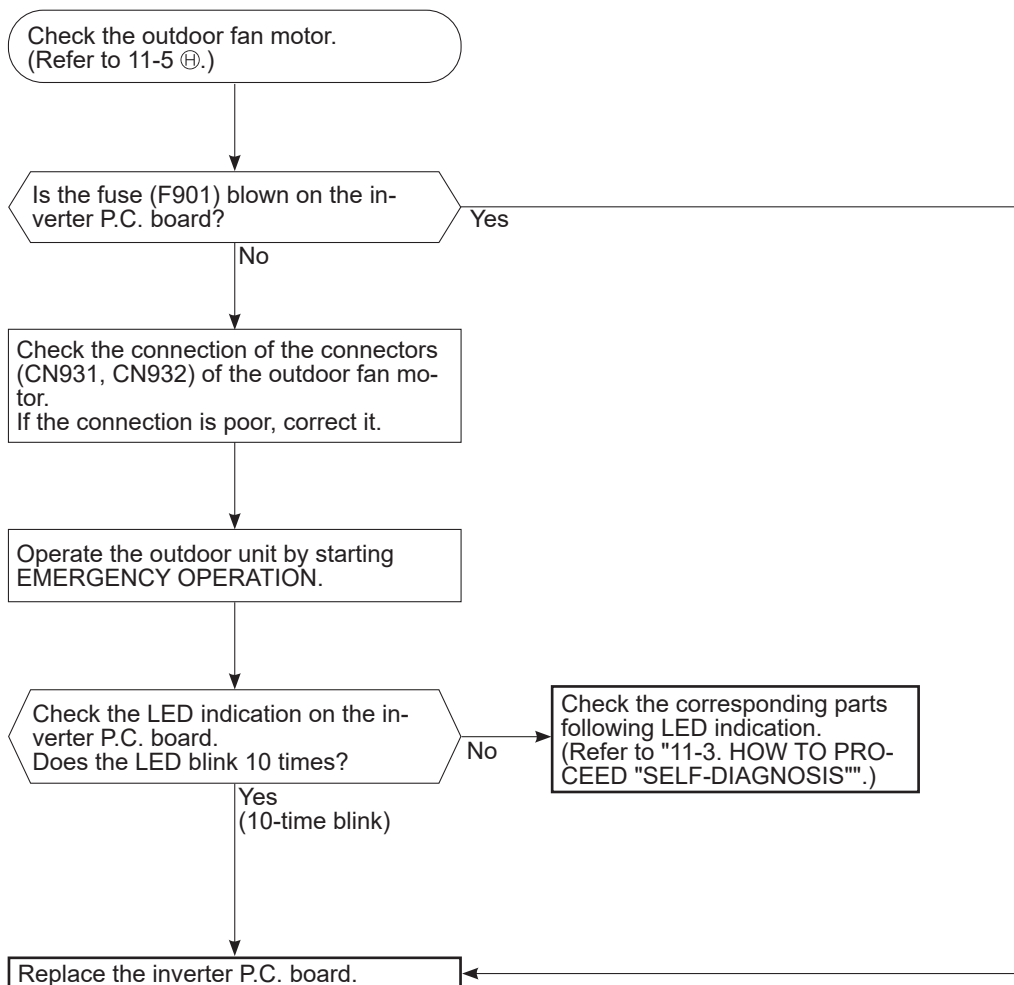 Check the outdoor fan motor.
(Refer to 11-5 Ⓗ.)
Is the fuse (F901) blown on the in-
verter P.C. board?
Yes
No
Check the connection of the connectors
(CN931, CN932) of the outdoor fan mo-
tor.
If the connection is poor, correct it.
Operate the outdoor unit by starting
EMERGENCY OPERATION.
Check the LED indication on the in-
verter P.C. board.
Does the LED blink 10 times?
No
Check the corresponding parts
following LED indication.
(Refer to "11-3. HOW TO PRO-
CEED "SELF-DIAGNOSIS"".)
Yes
(10-time blink)
Replace the inverter P.C. board.